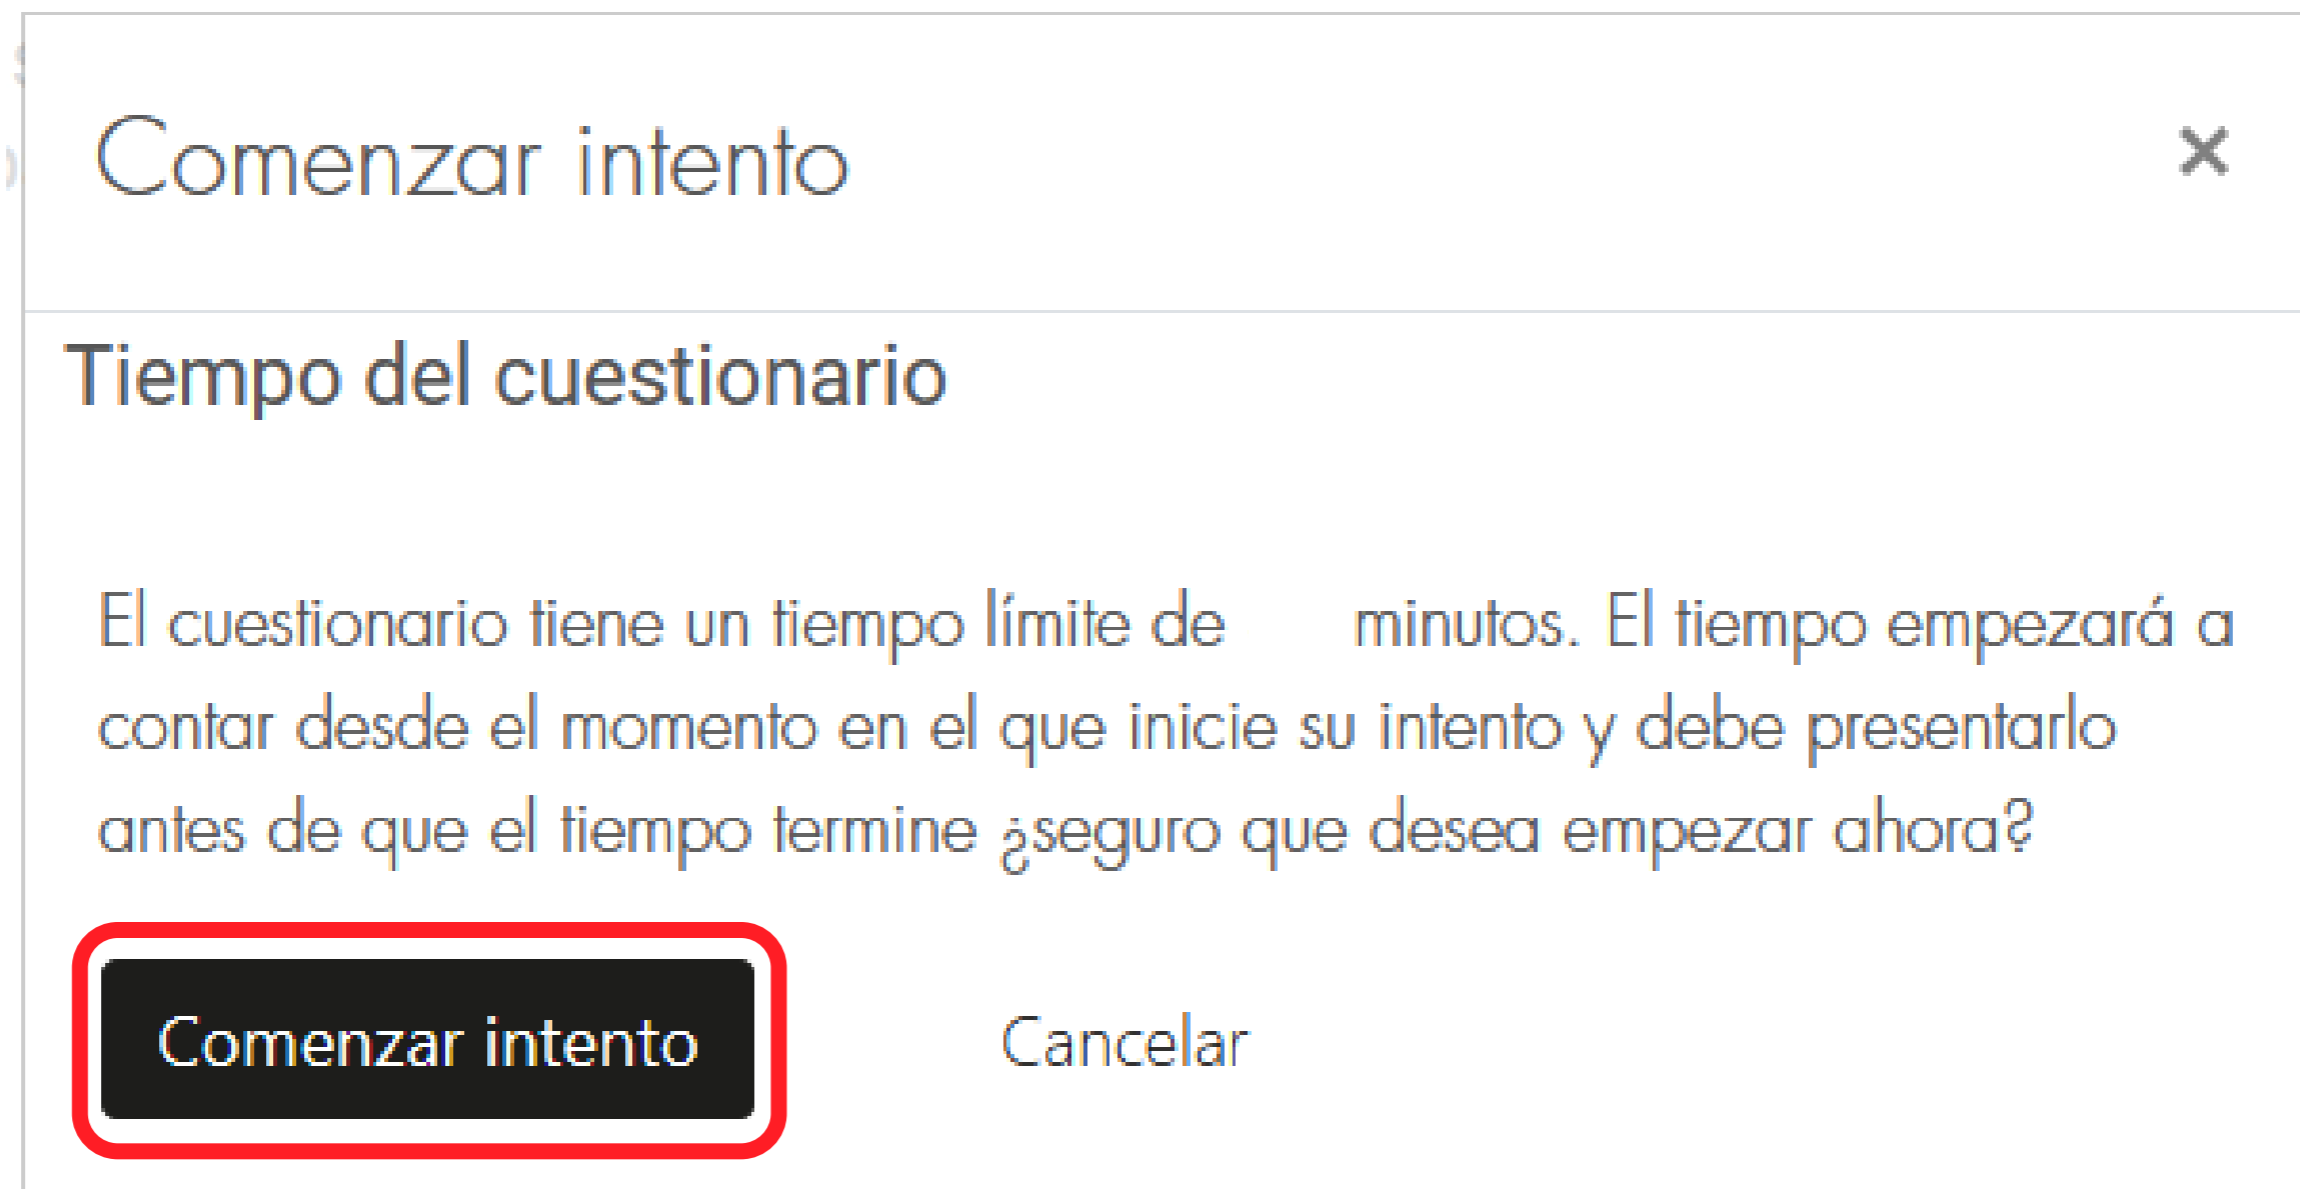 Comenzar intento
×
Tiempo del cuestionario
El cuestionario tiene un tiempo límite de minutos. El tiempo empezará a
contar desde el momento en el que inicie su intento y debe presentarlo
antes de que el tiempo termine ¿seguro que desea empezar ahora?
Comenzar intento Cancelar